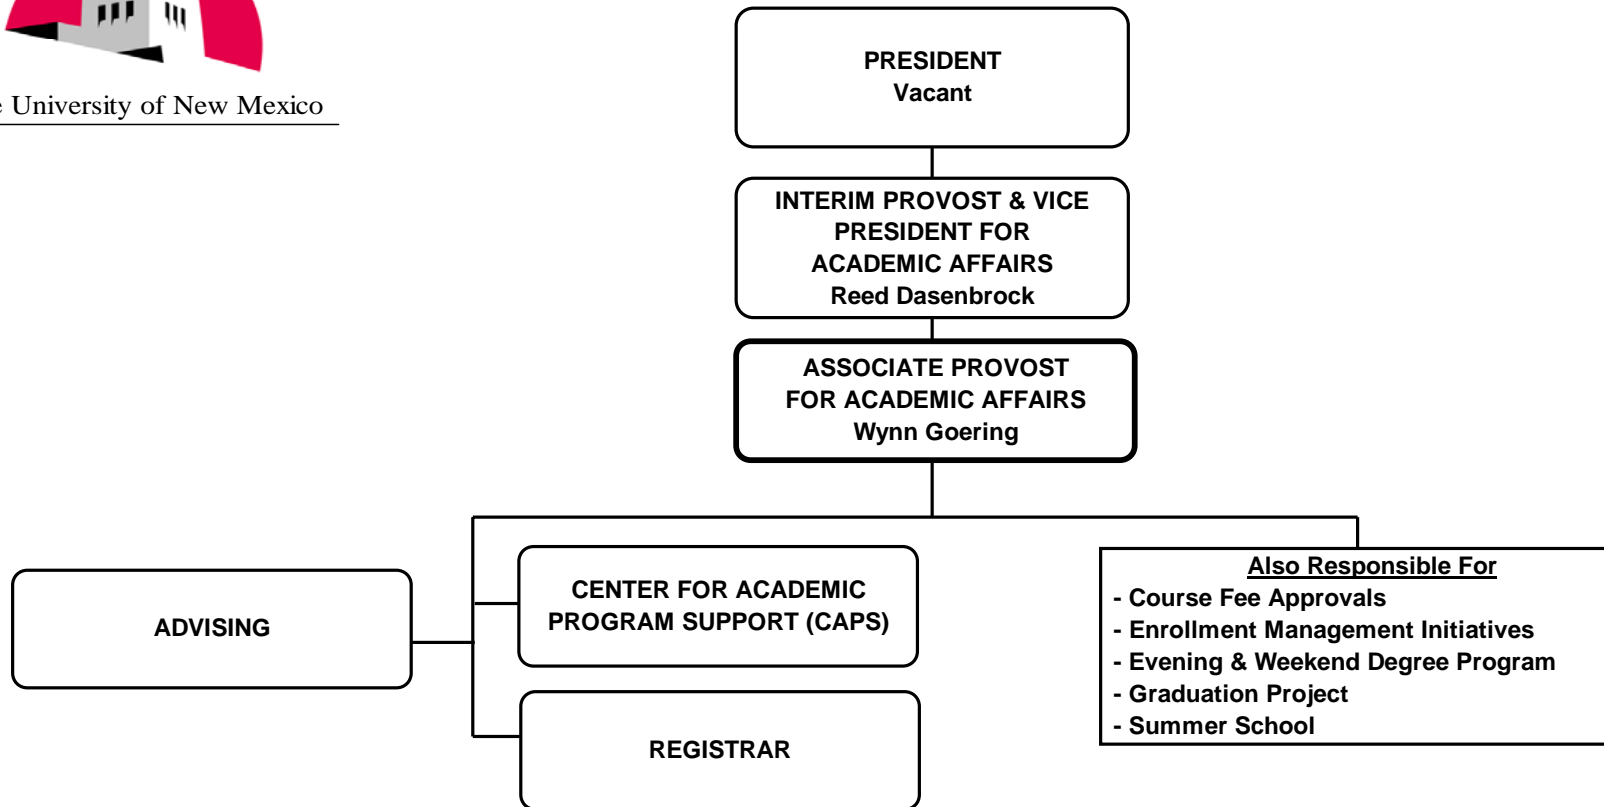 University of New Mexico
PRESIDENT
Vacant
INTERIM PROVOST & VICE
PRESIDENT FOR
ACADEMIC AFFAIRS
Reed Dasenbrock
ASSOCIATE PROVOST
FOR ACADEMIC AFFAIRS
Wynn Goering
ADVISING
CENTER FOR ACADEMIC
PROGRAM SUPPORT (CAPS)
REGISTRAR
Also Responsible For
- Course Fee Approvals
- Enrollment Management Initiatives
- Evening & Weekend Degree Program
- Graduation Project
- Summer School